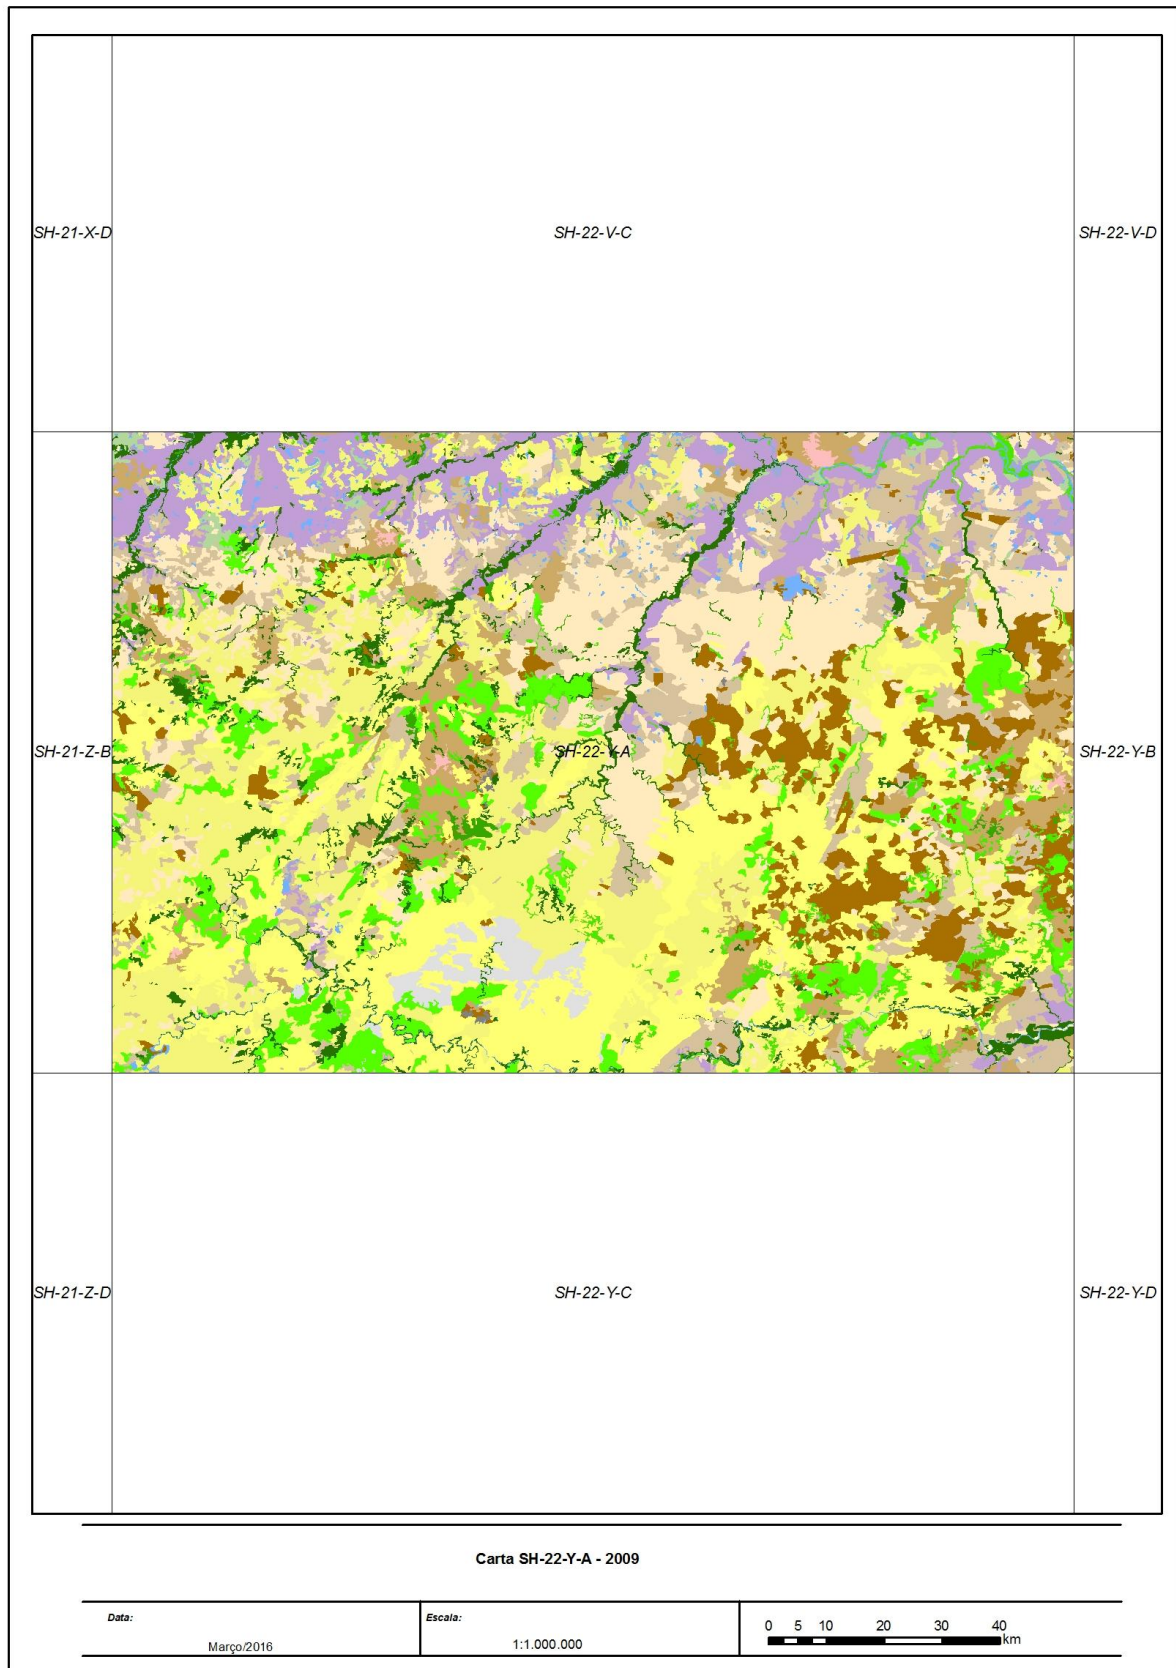 SH-21-X-D SH-22-V-C SH-22-V-D
SH-21-Z-B SH-22-Y-A SH-22-Y-B
SH-21-Z-D SH-22-Y-C SH-22-Y-D
Carta SH-22-Y-A - 2009
Data: Escala:
Março/2016 1:1.000.000
0 5 10 20 30 40
km